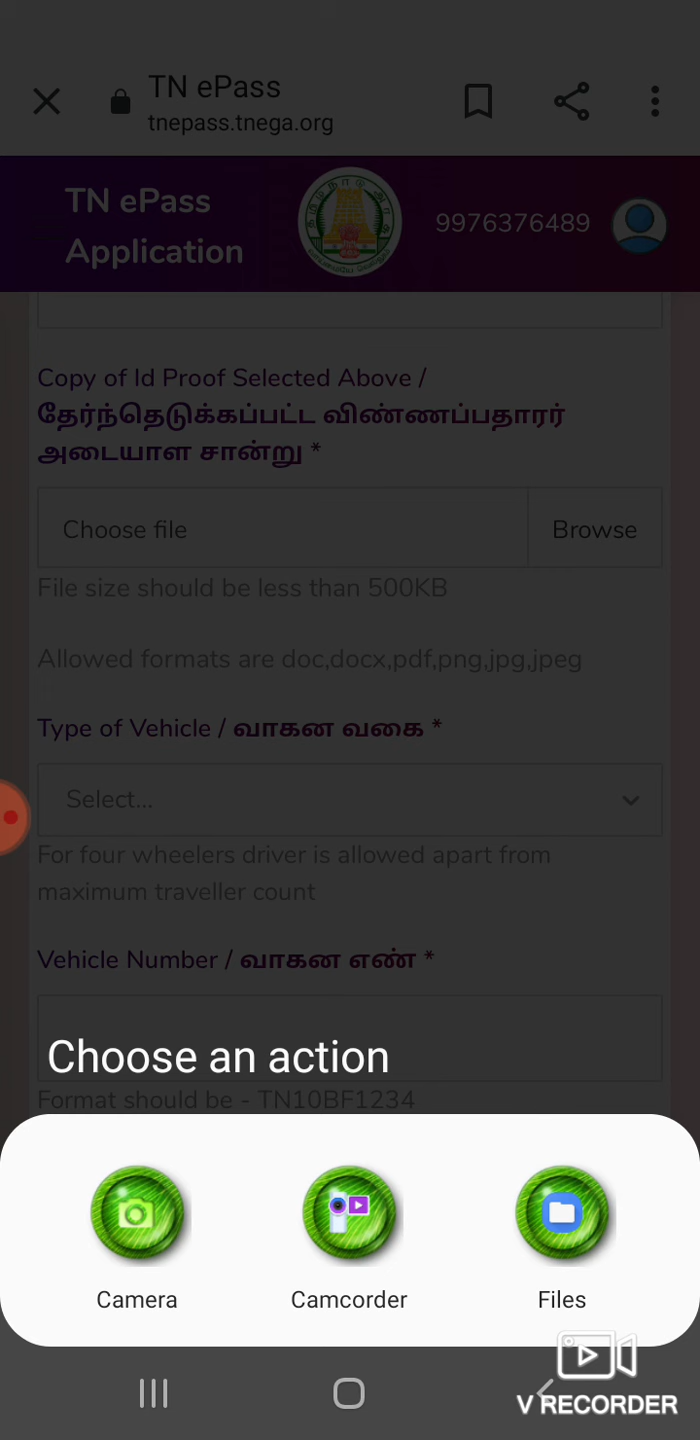 TN ePass
tnepass.tnega.org
TN ePass
Application
9976376489
Copy of Id Proof Selected Above /
தேர்ந்தெடுக்கப்பட்ட விண்ணப்பதாரர்
அடையாள சான்று *
Choose file
Browse
File size should be less than 500KB
Allowed formats are doc,docx,pdf,png,jpg,jpeg
Type of Vehicle / வாகன வகை *
Select...
For four wheelers driver is allowed apart from
maximum traveller count
Vehicle Number / வாகன எண் *
Choose an action
Format should be - TN10BF1234
Camera
Camcorder
Files
V RECORDER